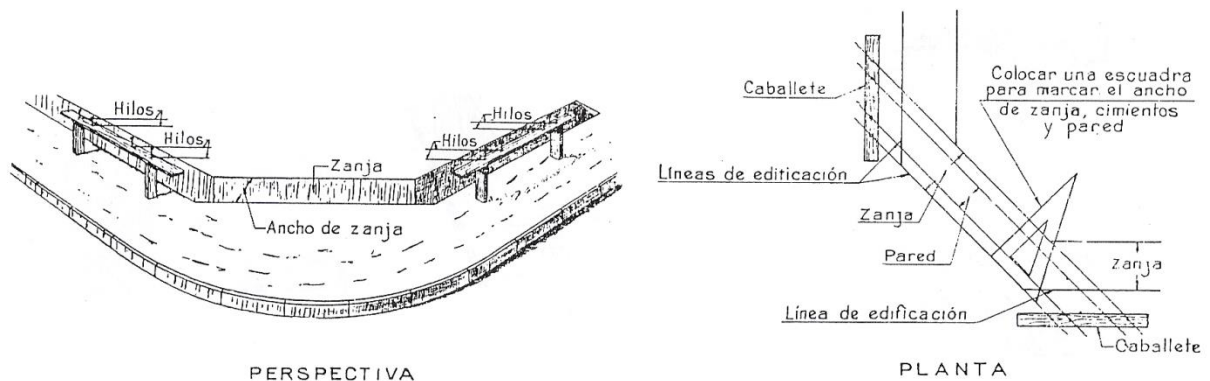 Hilos
Hilos
Hilos
Hilos
Zanja
Ancho de zanja
PERSPECTIVA
Caballete
Colocar una escuadra
para marcar el ancho
de zanja, cimientos
y pared
Líneas de editicación
Zanja
Pared
Zanja
Línea de edificación
Caballete
PLANTA